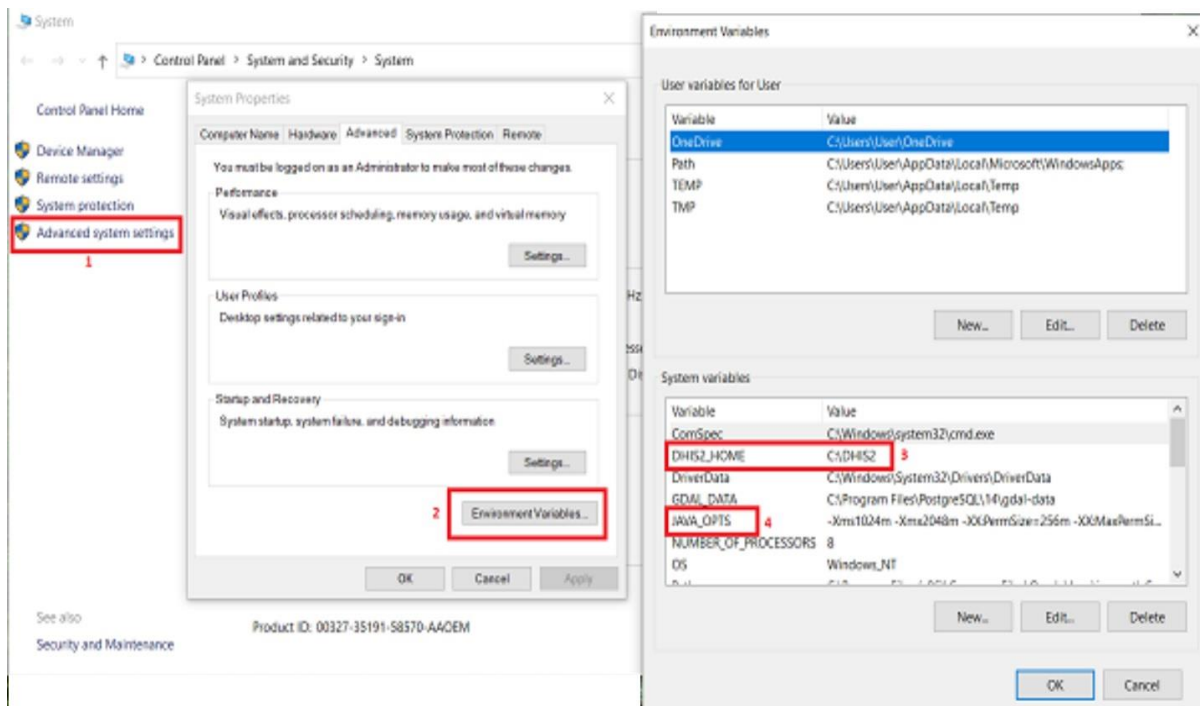 System
Control Panel > System and Security > System
Control Panel Home
Device Manager
Remote settings
System protection
Advanced system settings
1
See also
Security and Maintenance
System Properties
Computer Name Hardware Advanced System Protection Remote
You must be logged on as an Administrator to make most of these changes.
Performance
Visual effects, processor scheduling, memory usage, and virtual memory
Settings...
User Profiles
Desktop settings related to your sign-in
Settings...
Startup and Recovery
System startup, system failure, and debugging information
Settings...
2 Environment Variables...
OK Cancel Apply
Product ID: 00327-35191-58570-AAOEM
Hz
Environment Variables
User variables for User
Variable Value
OneDrive C:\Users\User\OneDrive
Path C:\Users\User\AppData\Local\Microsoft\WindowsApps;
TEMP C:\Users\User\AppData\Local\Temp
TMP C:\Users\User\AppData\Local\Temp
New... Edit... Delete
System variables
Variable Value
ComSpec C:\Windows\system32\cmd.exe
DHIS2_HOME C:\DHIS2 3
DriverData C:\Windows\System32\Drivers\DriverData
GDAL_DATA C:\Program Files\PostgreSQL\14\gdal-data
JAVA_OPTS 4 -Xms1024m -Xmx2048m -XX:PermSize=256m -XX:MaxPermSi...
NUMBER_OF_PROCESSORS 8
OS Windows_NT
New... Edit... Delete
OK Cancel